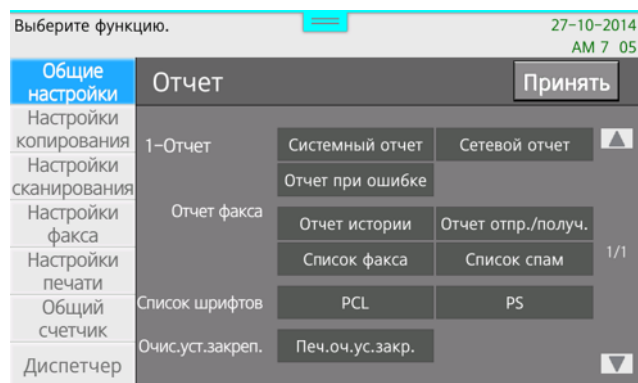 Выберите функцию.
27-10-2014
AM 7 05
Общие
настройки
Отчет
Принять
Настройки
копирования
Настройки
сканирования
Настройки
факса
Настройки
печати
Общий
счетчик
Диспетчер
1-Отчет
Системный отчет
Сетевой отчет
Отчет при ошибке
Отчет факса
Отчет истории
Отчет отпр./получ.
Список факса
Список спам
1/1
Список шрифтов
PCL
PS
Очис.уст.закреп.
Печ.оч.ус.закр.